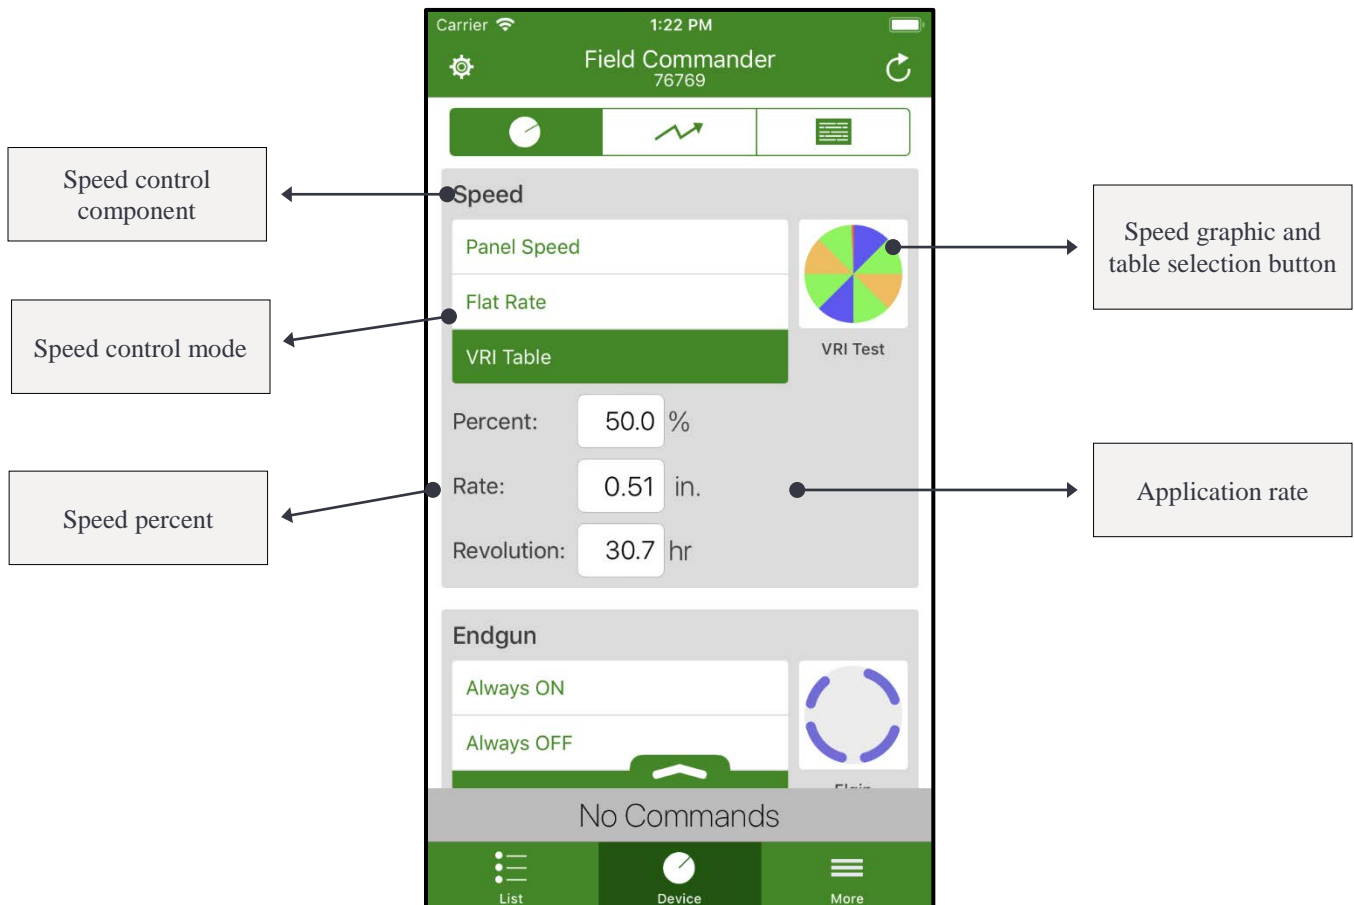 Carrier
1:22 PM
Field Commander
76769
Speed control
component
Speed
Panel Speed
Speed graphic and
table selection button
Flat Rate
Speed control mode
VRI Table
VRI Test
Percent:
50.0 %
Rate:
0.51 in.
Application rate
Speed percent
Revolution:
30.7 hr
Endgun
Always ON
Always OFF
No Commands
List
Device
More